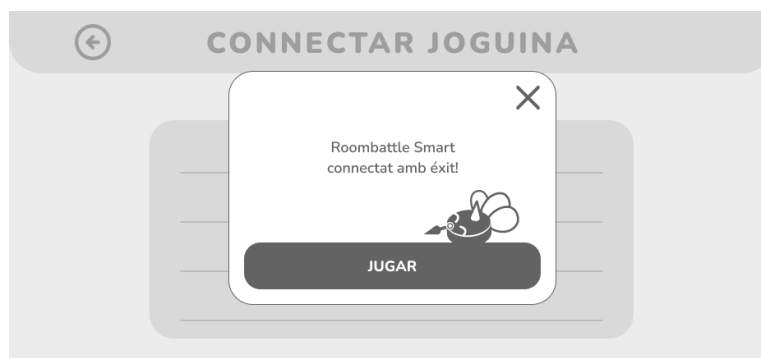 CONNECTAR JOGUINA
Roombattle Smart
connectat amb éxit!
JUGAR